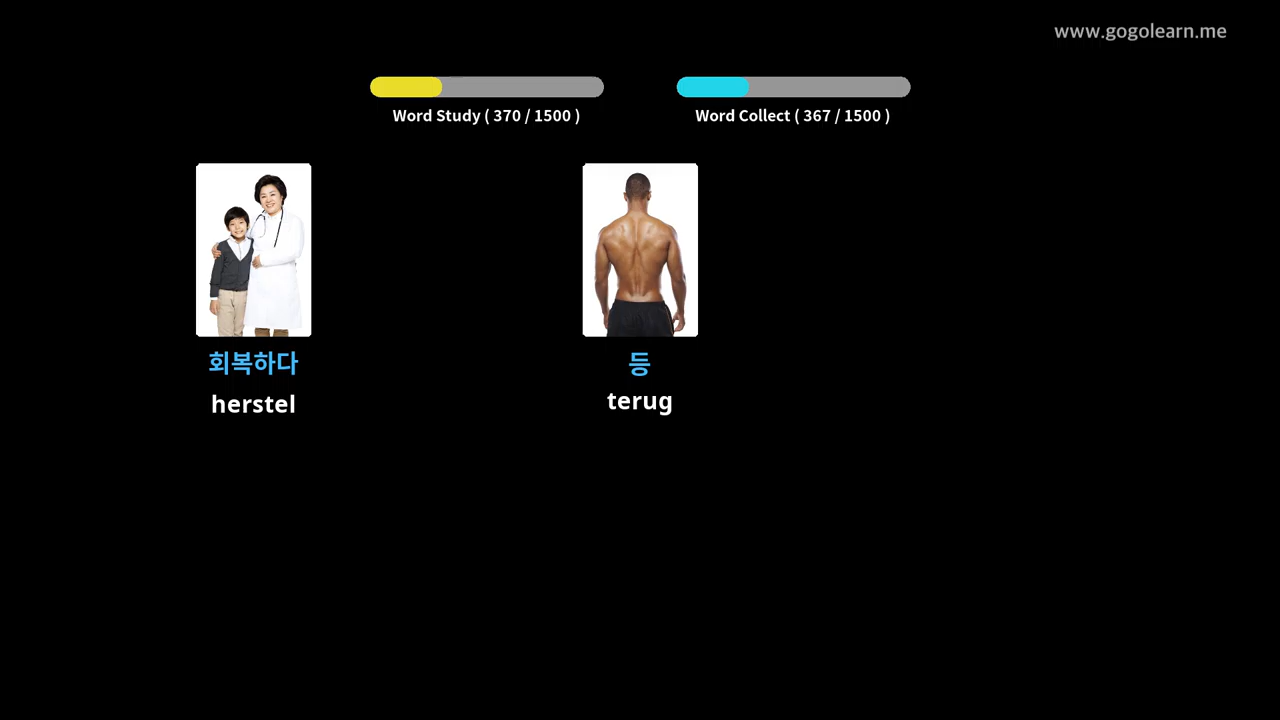 www.gogolearn.me
Word Study ( 370 / 1500 )
Word Collect ( 367 / 1500 )
회복하다
herstel
등
terug